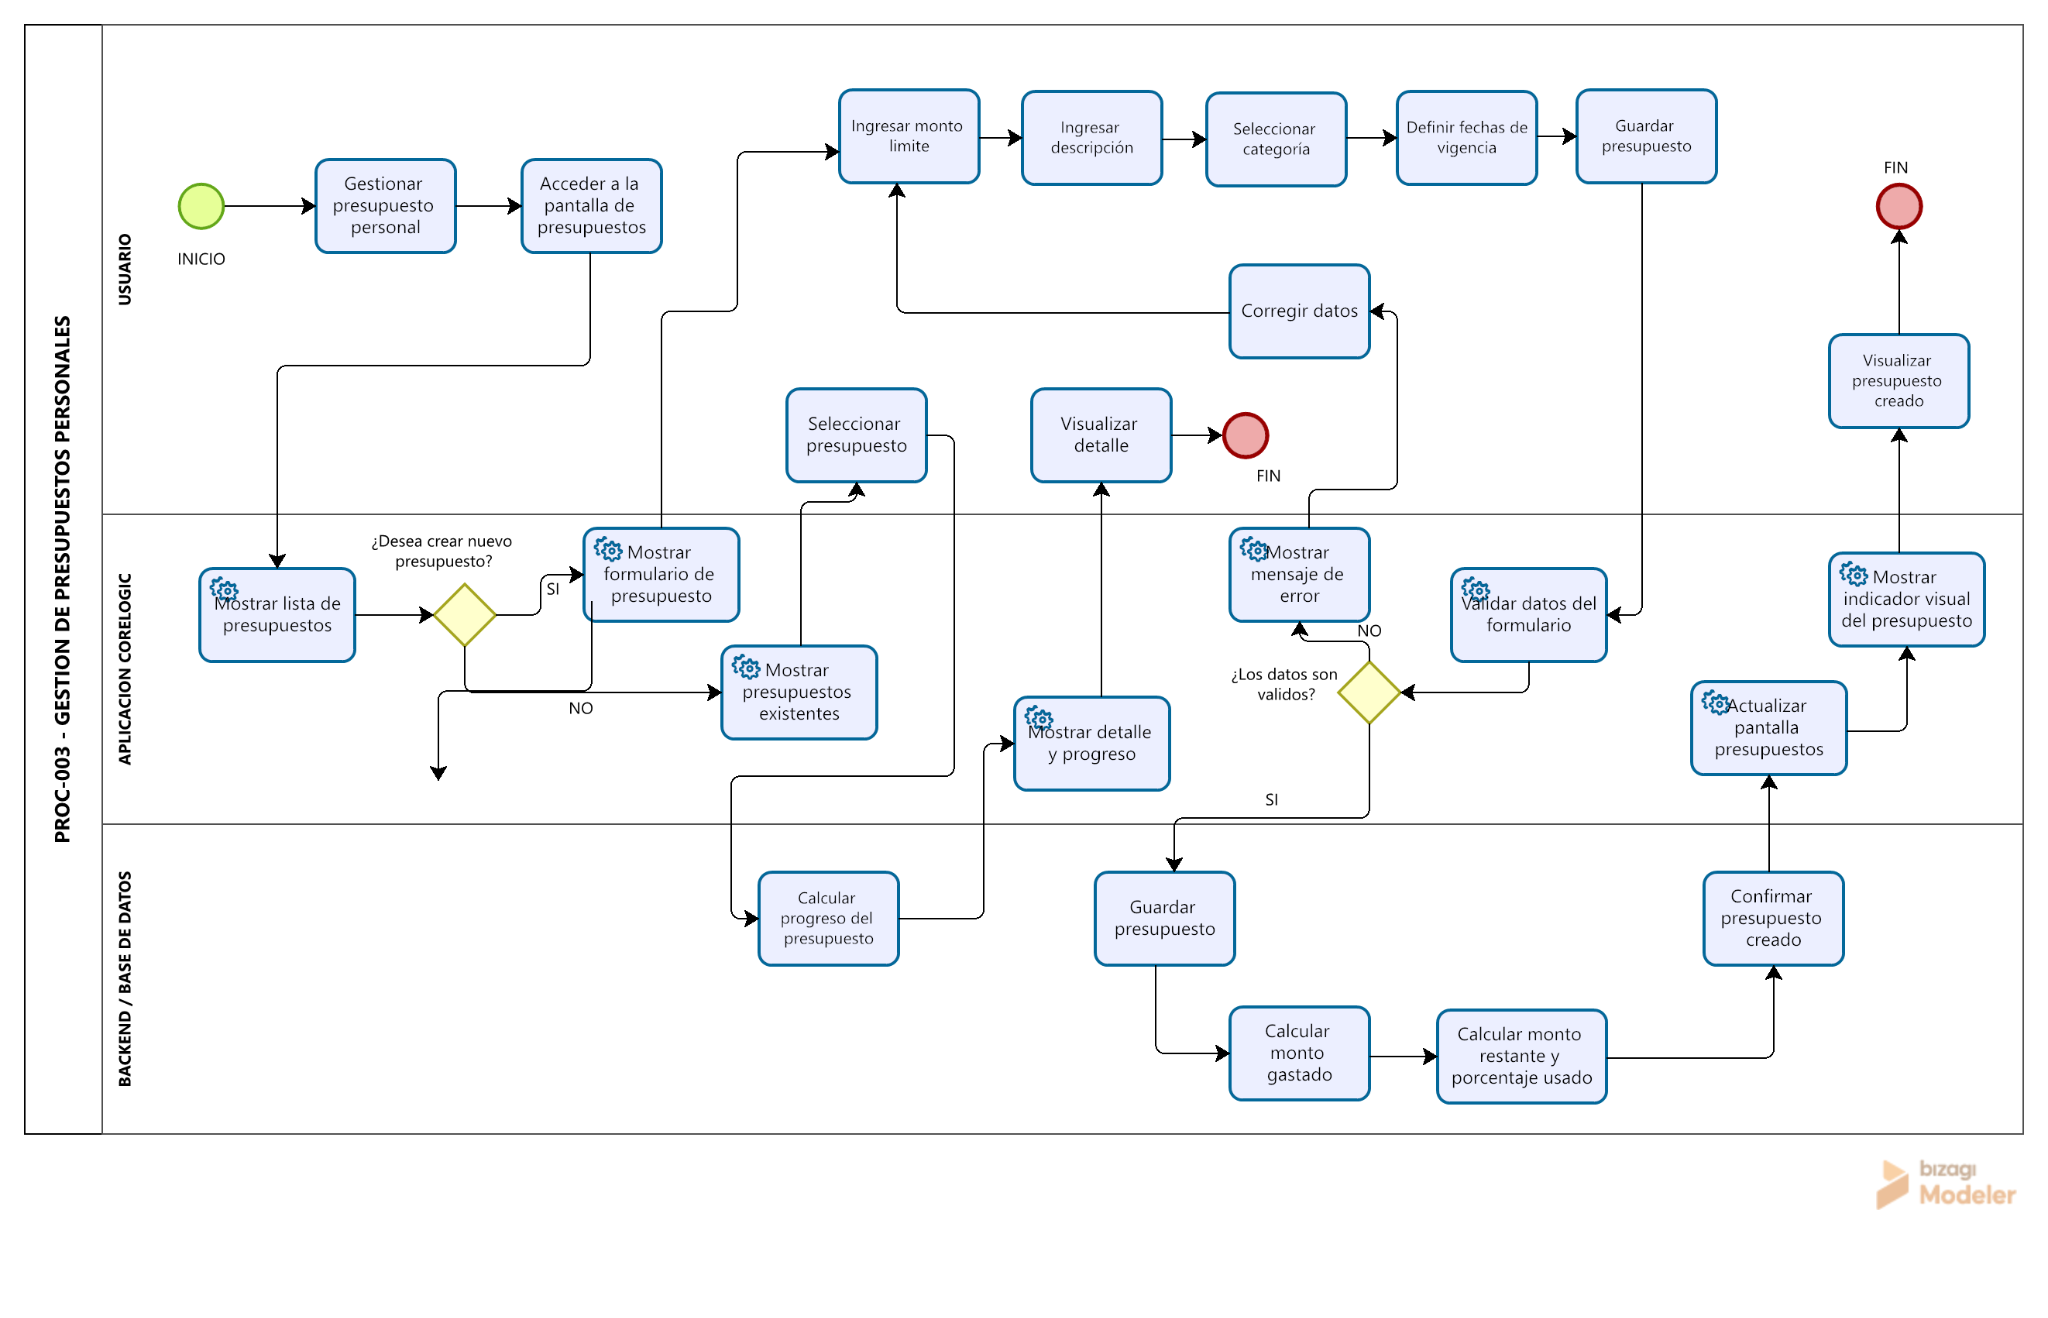 PROC-003 - GESTION DE PRESUPUESTOS PERSONALES
USUARIO
INICIO
Gestionar
presupuesto
personal
Acceder a la
pantalla de
presupuestos
Ingresar monto
limite
Ingresar
descripción
Seleccionar
categoría
Definir fechas de
vigencia
Guardar
presupuesto
FIN
Corregir datos
Visualizar
presupuesto
creado
Seleccionar
presupuesto
Visualizar
detalle
FIN
APLICACION CORELOGIC
Mostrar lista de
presupuestos
¿Desea crear nuevo
presupuesto?
SI
NO
Mostrar
formulario de
presupuesto
Mostrar
presupuestos
existentes
Mostrar detalle
y progreso
Mostrar
mensaje de
error
NO
¿Los datos son
validos?
SI
Validar datos del
formulario
Actualizar
pantalla
presupuestos
Mostrar
indicador visual
del presupuesto
BACKEND / BASE DE DATOS
Calcular
progreso del
presupuesto
Guardar
presupuesto
Calcular
monto
gastado
Calcular monto
restante y
porcentaje usado
Confirmar
presupuesto
creado
bizagi
Modeler